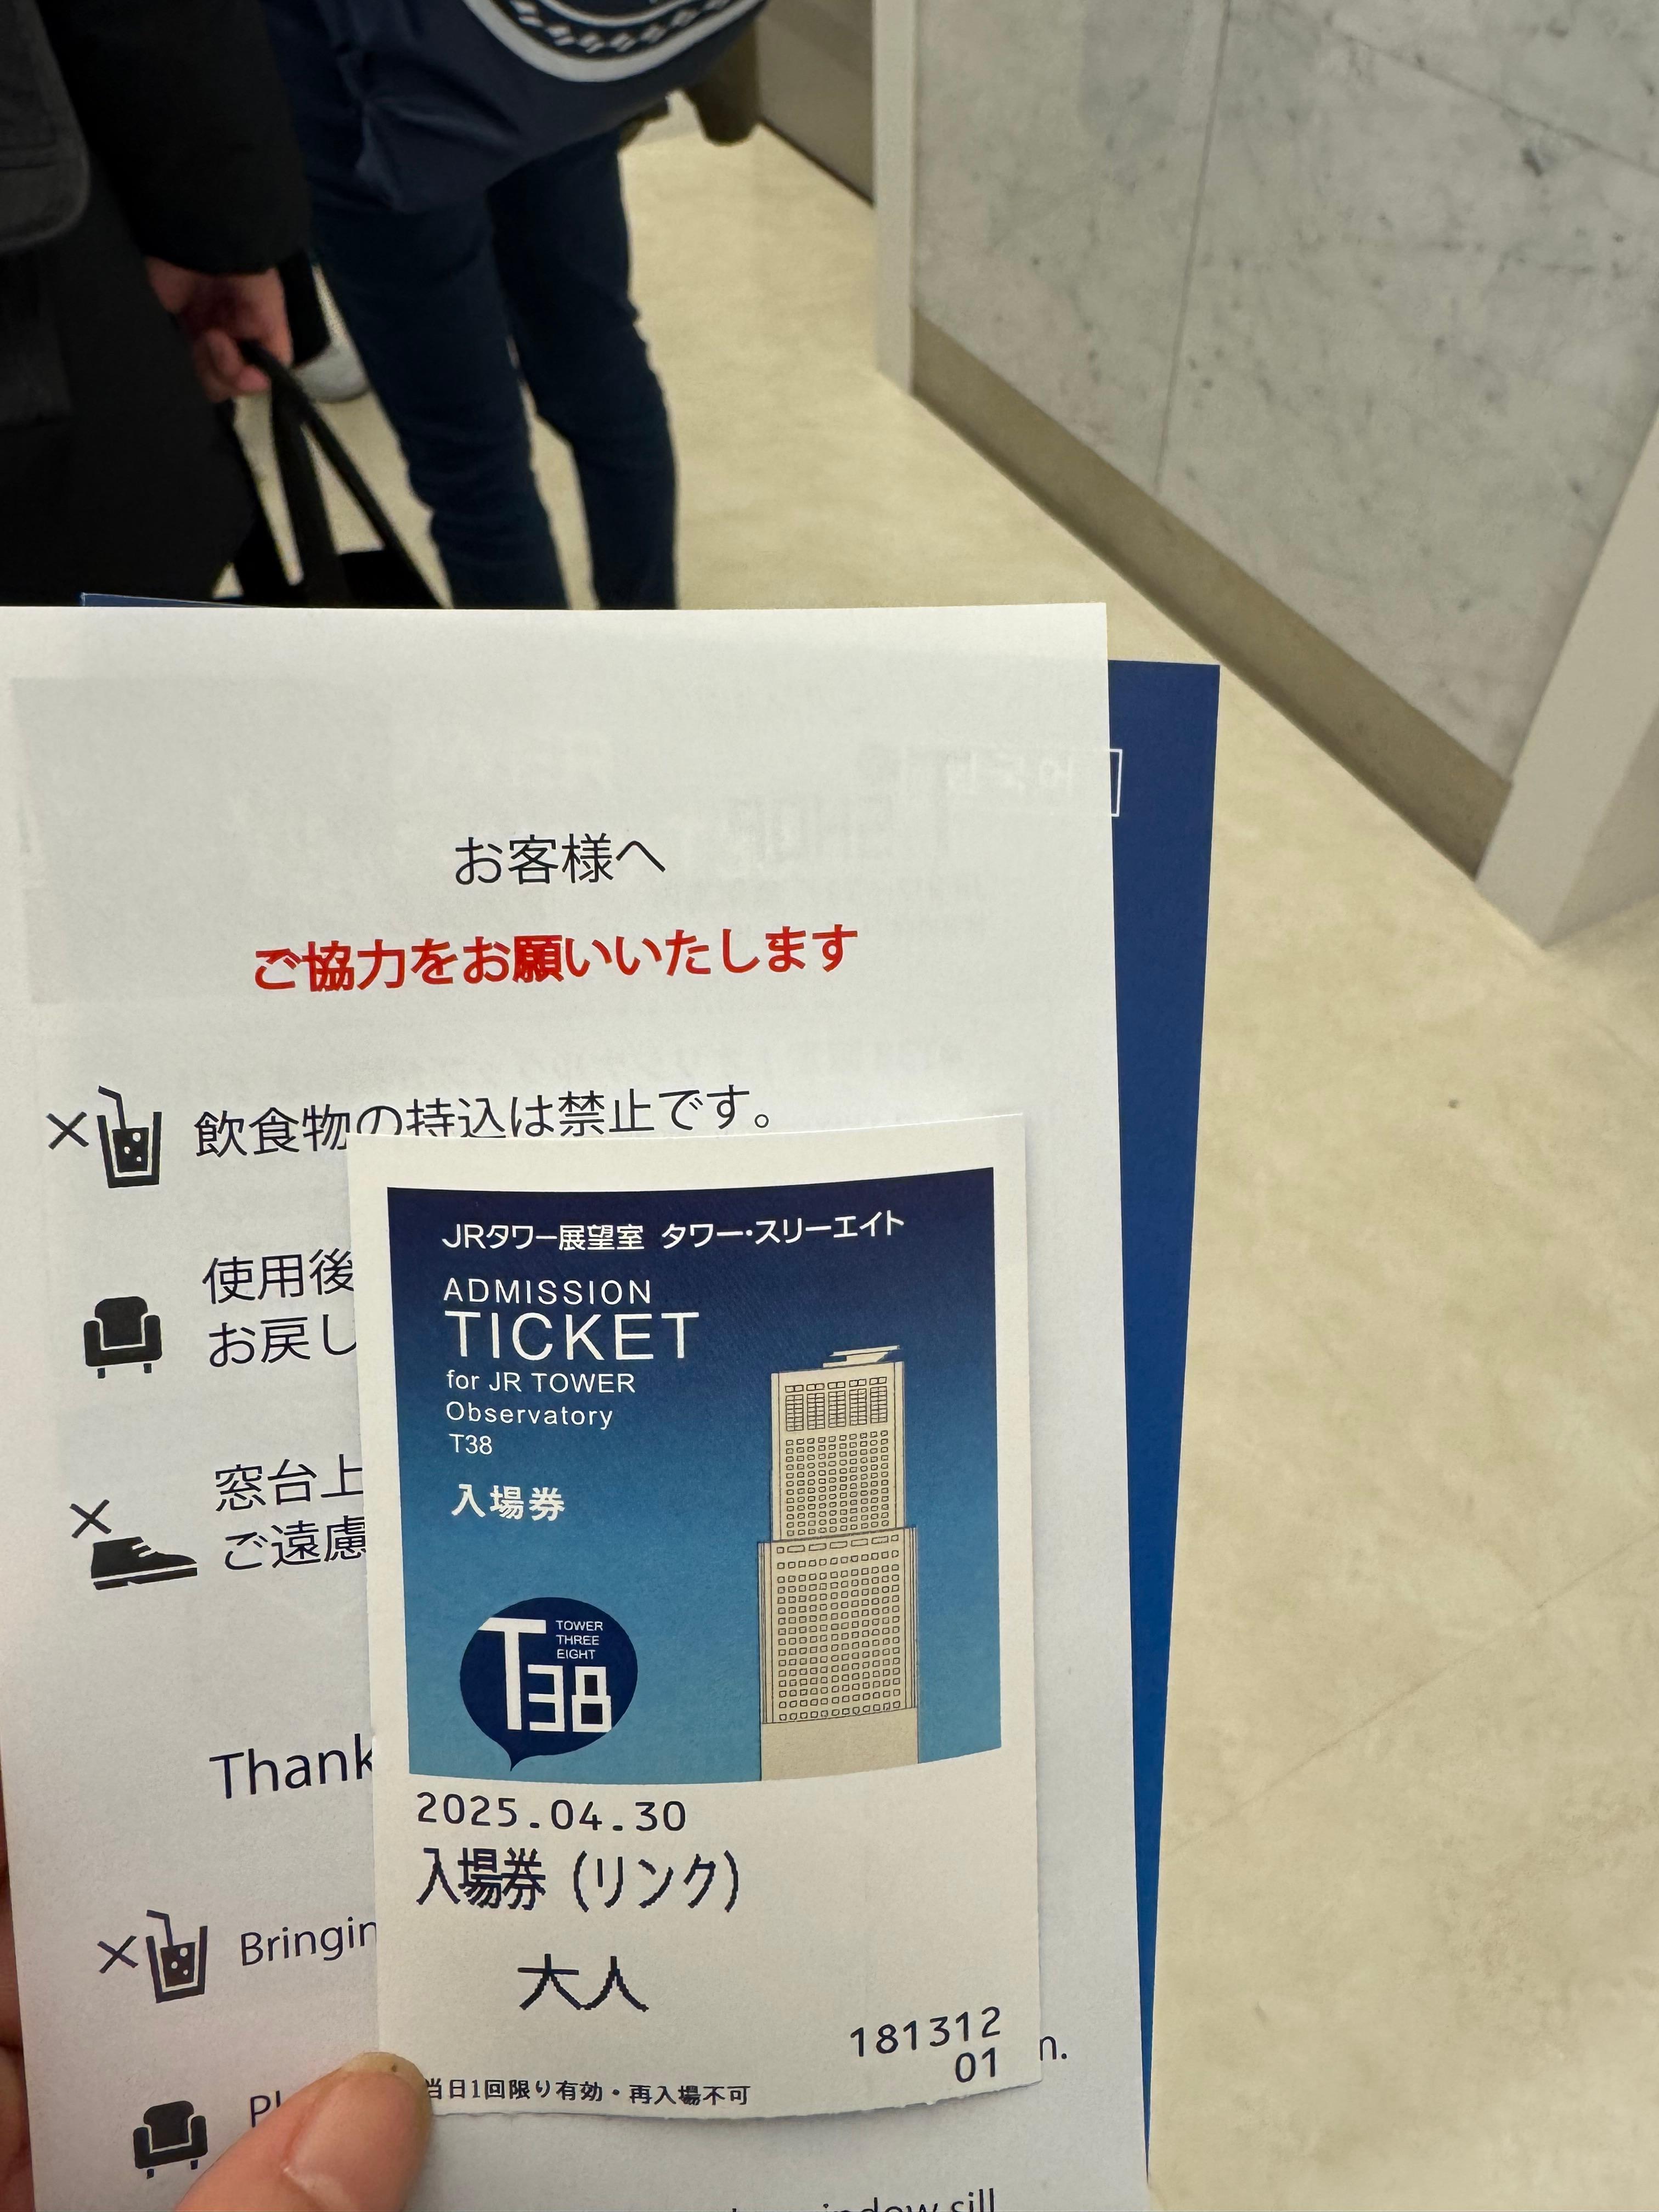 お客様へ
ご協力をお願いいたします
飲食物の持込は禁止です。
使用後
お戻し
窓台上
ご遠慮
Thank
Bringin
Pl
n.
window sill
JRタワー展望室 タワー・スリーエイト
ADMISSION
TICKET
for JR TOWER
Observatory
T38
入場券
T38
TOWER
THREE
EIGHT
2025.04.30
入場券(リンク)
大人
181312
01
当日1回限り有効・再入場不可